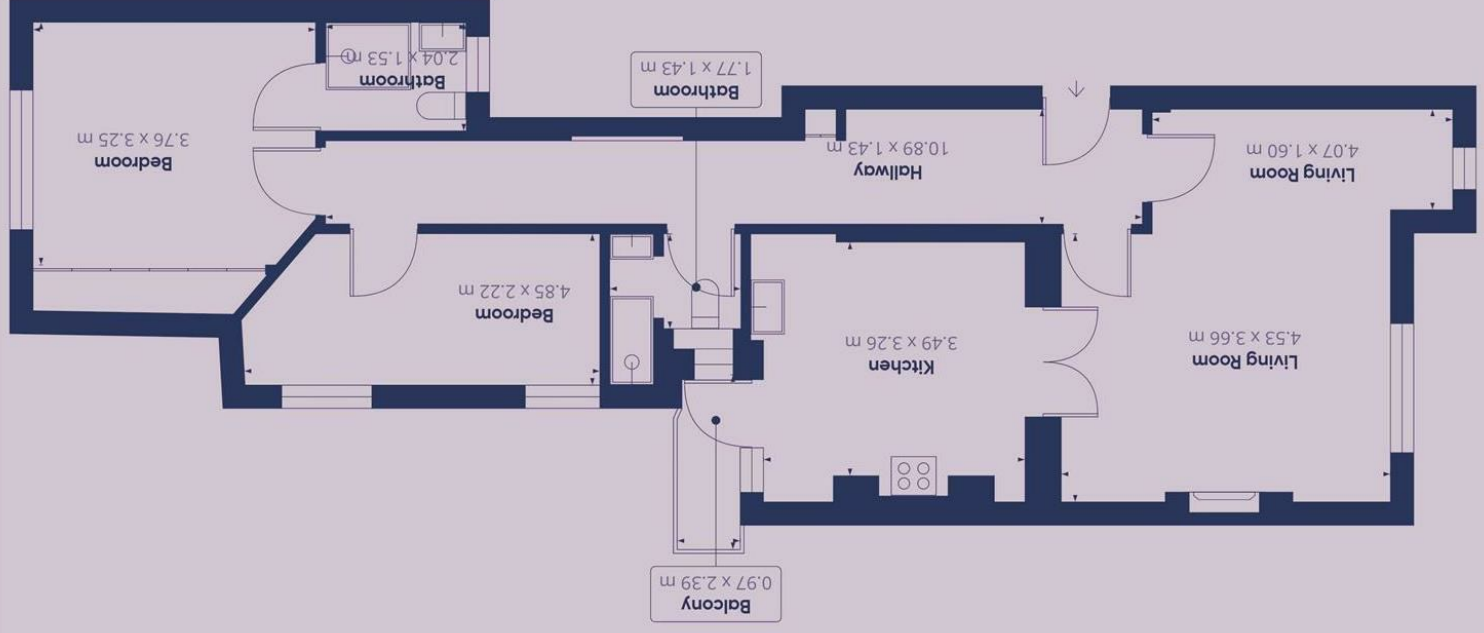 Balcony
0.97 x 2.39 m
Living Room
4.53 x 3.66 m
Kitchen
3.49 x 3.26 m
Bedroom
4.85 x 2.22 m
Living Room
4.07 x 1.60 m
Hallway
10.89 x 1.43 m
Bedroom
3.76 x 3.25 m
Bathroom
1.77 x 1.43 m
Bathroom
2.04 x 1.53 m